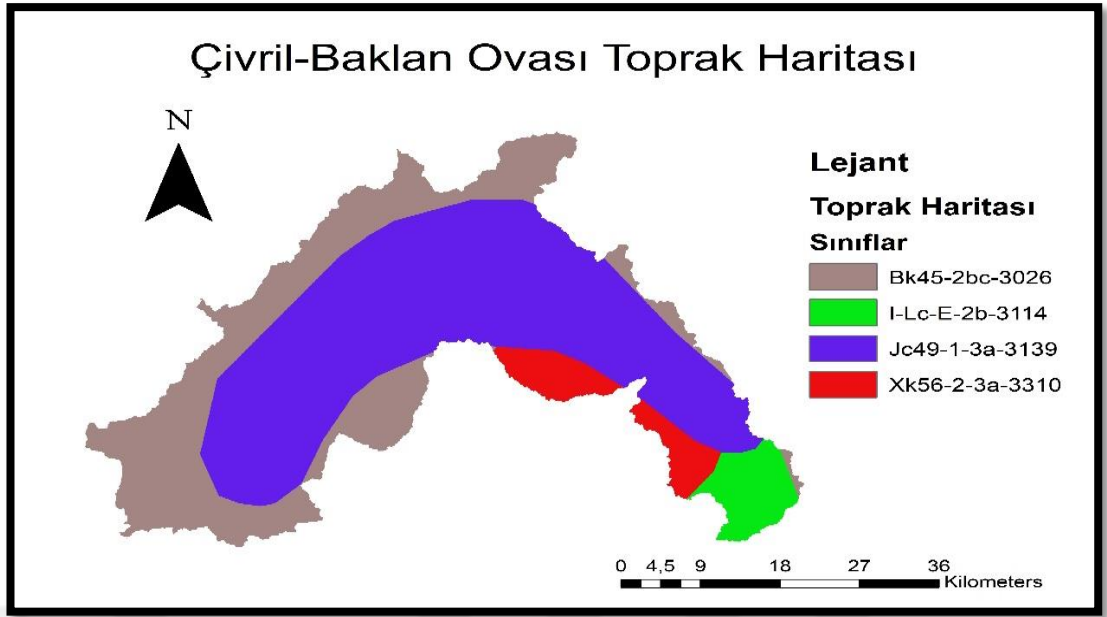 Çivril-Baklan Ovası Toprak Haritası
N
Lejant
Toprak Haritası
Sınıflar
Bk45-2bc-3026
I-Lc-E-2b-3114
Jc49-1-3a-3139
Xk56-2-3a-3310
0 4,5 9 18 27 36
Kilometers